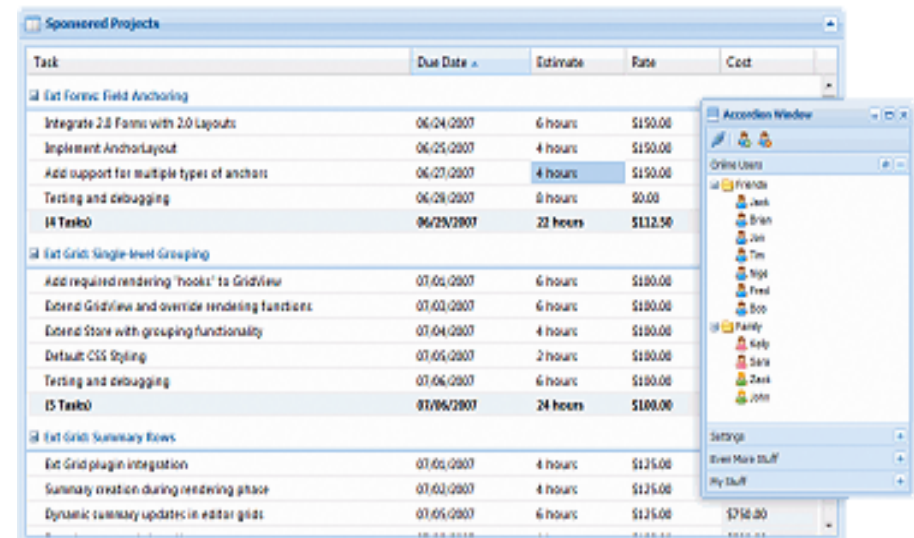 Sponsored Projects
Task Due Date Estimate Rate Cost
Ext Forms: Field Anchoring
Integrate 2.0 Forms with 2.0 Layouts 06/24/2007 6 hours $150.00
Implement AnchorLayout 06/25/2007 4 hours $150.00
Add support for multiple types of anchors 06/27/2007 4 hours $150.00
Testing and debugging 06/29/2007 8 hours $0.00
(4 Tasks) 06/29/2007 22 hours $112.50
Ext Grid: Single-level Grouping
Add required rendering "hooks" to GridView 07/01/2007 6 hours $100.00
Extend GridView and override rendering functions 07/03/2007 6 hours $100.00
Extend Store with grouping functionality 07/04/2007 4 hours $100.00
Default CSS Styling 07/05/2007 2 hours $100.00
Testing and debugging 07/06/2007 6 hours $100.00
(5 Tasks) 07/06/2007 24 hours $100.00
Ext Grid: Summary Rows
Ext Grid plugin integration 07/01/2007 4 hours $125.00
Summary creation during rendering phase 07/02/2007 4 hours $125.00
Dynamic summary updates in editor grids 07/05/2007 6 hours $125.00 $750.00
Accordion Window
Online Users
Friends
Jack
Brian
Jon
Tim
Nige
Fred
Bob
Family
Kelly
Sara
Zack
John
Settings
Even More Stuff
My Stuff